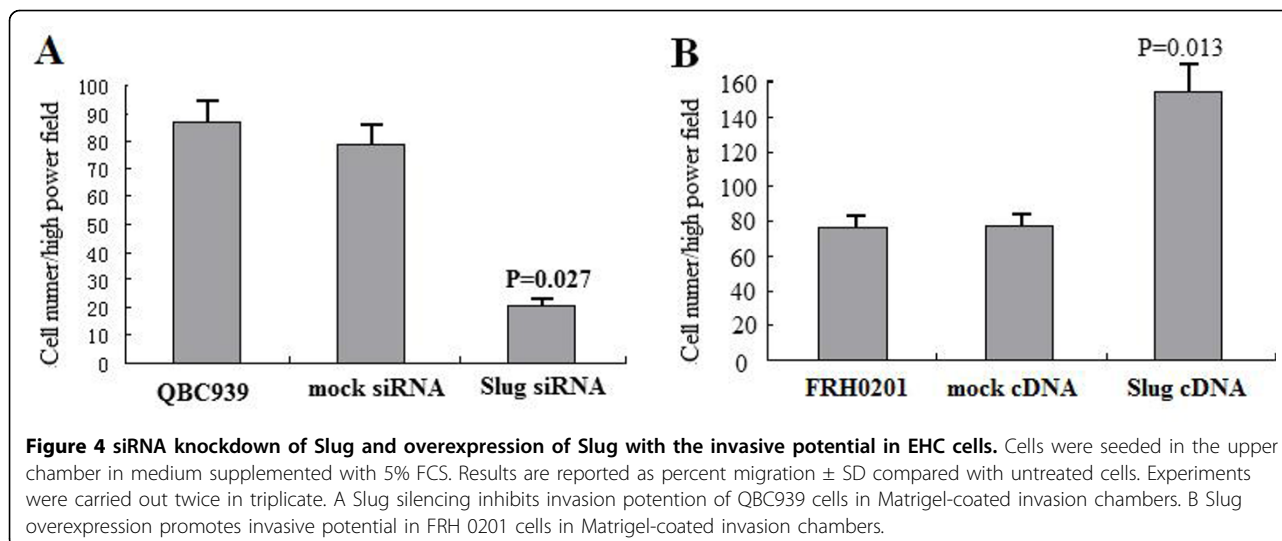 A
Cell numer/high power field
100
90
80
70
60
50
40
30
20
10
0
P=0.027
QBC939 mock siRNA Slug siRNA
B
Cell numer/high power field
160
140
120
100
80
60
40
20
0
P=0.013
FRH0201 mock cDNA Slug cDNA
Figure 4 siRNA knockdown of Slug and overexpression of Slug with the invasive potential in EHC cells. Cells were seeded in the upper
chamber in medium supplemented with 5% FCS. Results are reported as percent migration ± SD compared with untreated cells. Experiments
were carried out twice in triplicate. A Slug silencing inhibits invasion potention of QBC939 cells in Matrigel-coated invasion chambers. B Slug
overexpression promotes invasive potential in FRH 0201 cells in Matrigel-coated invasion chambers.